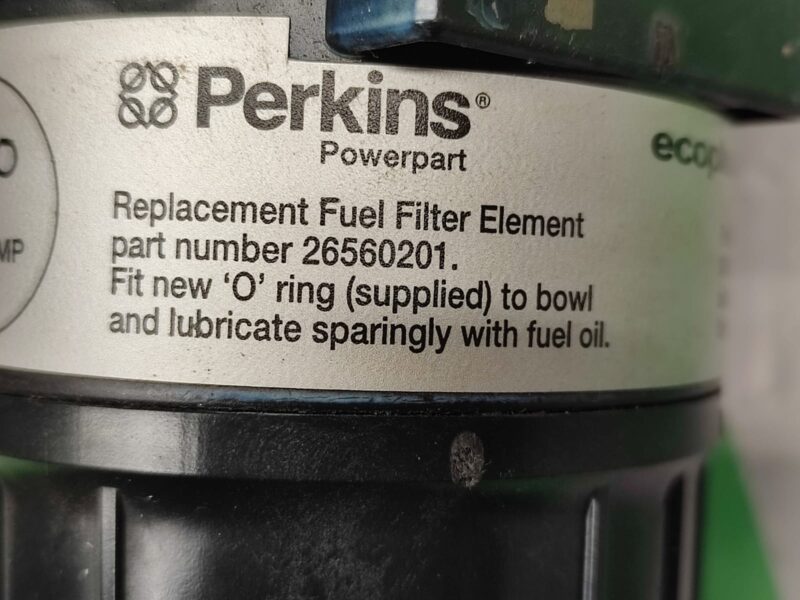 Perkins®
Powerpart
Replacement Fuel Filter Element
part number 26560201.
Fit new ‘O’ ring (supplied) to bowl
and lubricate sparingly with fuel oil.